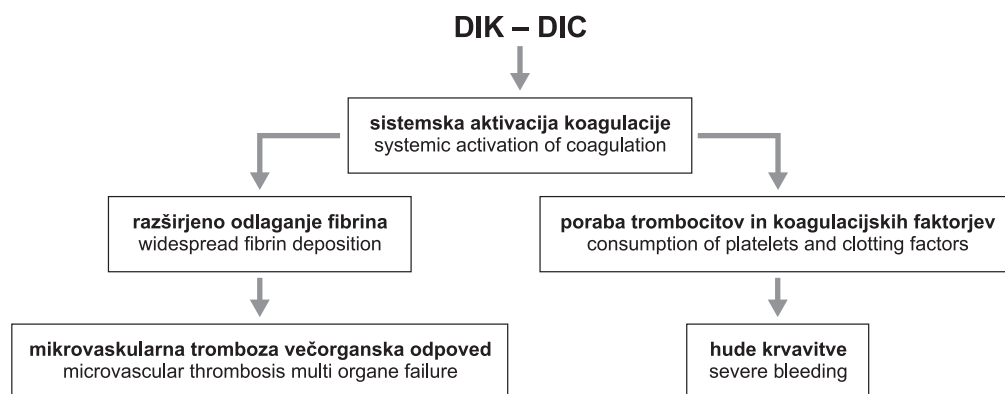 DIK – DIC
sistemska aktivacija koagulacije
systemic activation of coagulation
razširjeno odlaganje fibrina
widespread fibrin deposition
poraba trombocitov in koagulacijskih faktorjev
consumption of platelets and clotting factors
mikrovaskularna tromboza večorganska odpoved
microvascular thrombosis multi organe failure
hude krvavitve
severe bleeding